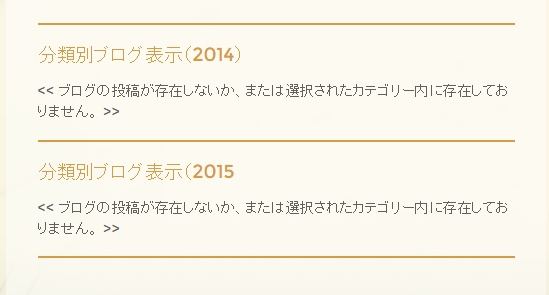 分類別ブログ表示（2014）
<< ブログの投稿が存在しないか、または選択されたカテゴリー内に存在してお
りません。 >>
分類別ブログ表示（2015
<< ブログの投稿が存在しないか、または選択されたカテゴリー内に存在してお
りません。 >>